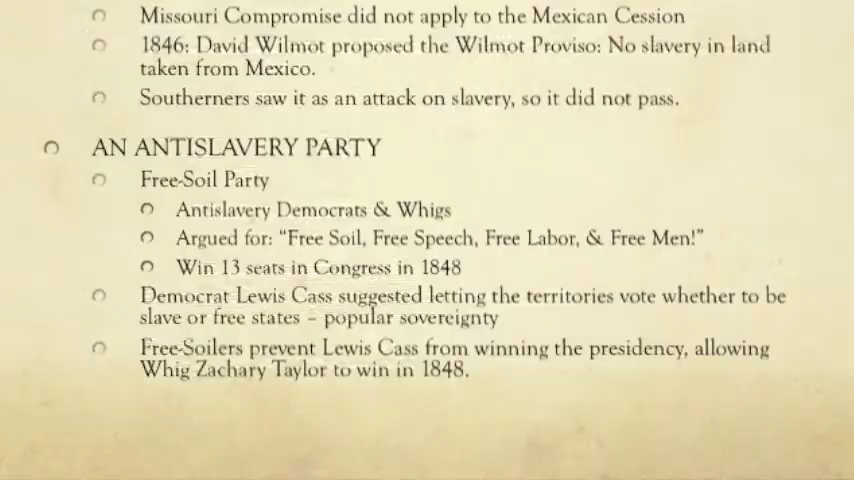 Missouri Compromise did not apply to the Mexican Cession
1846: David Wilmot proposed the Wilmot Proviso: No slavery in land
taken from Mexico.
Southerners saw it as an attack on slavery, so it did not pass.
AN ANTISLAVERY PARTY
Free-Soil Party
Antislavery Democrats & Whigs
Argued for: “Free Soil, Free Speech, Free Labor, & Free Men!”
Win 13 seats in Congress in 1848
Democrat Lewis Cass suggested letting the territories vote whether to be
slave or free states – popular sovereignty
Free-Soilers prevent Lewis Cass from winning the presidency, allowing
Whig Zachary Taylor to win in 1848.